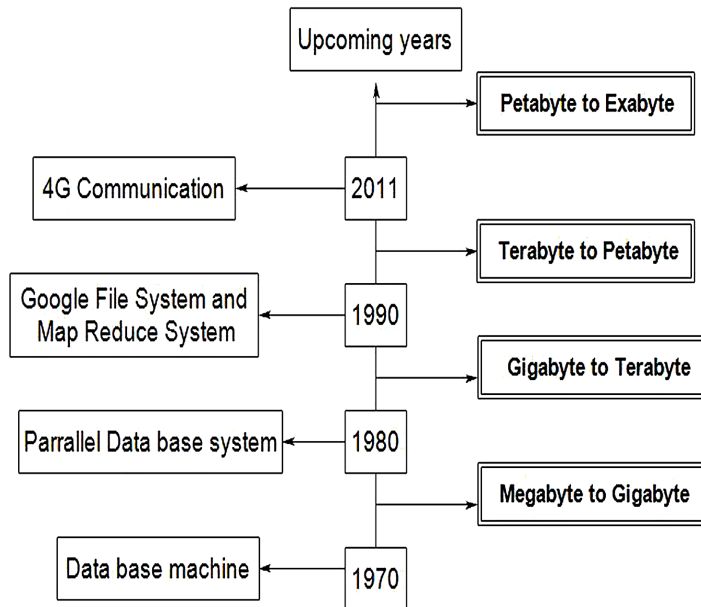 Upcoming years
Petabyte to Exabyte
4G Communication
2011
Terabyte to Petabyte
Google File System and
Map Reduce System
1990
Gigabyte to Terabyte
Parrallel Data base system
1980
Megabyte to Gigabyte
Data base machine
1970